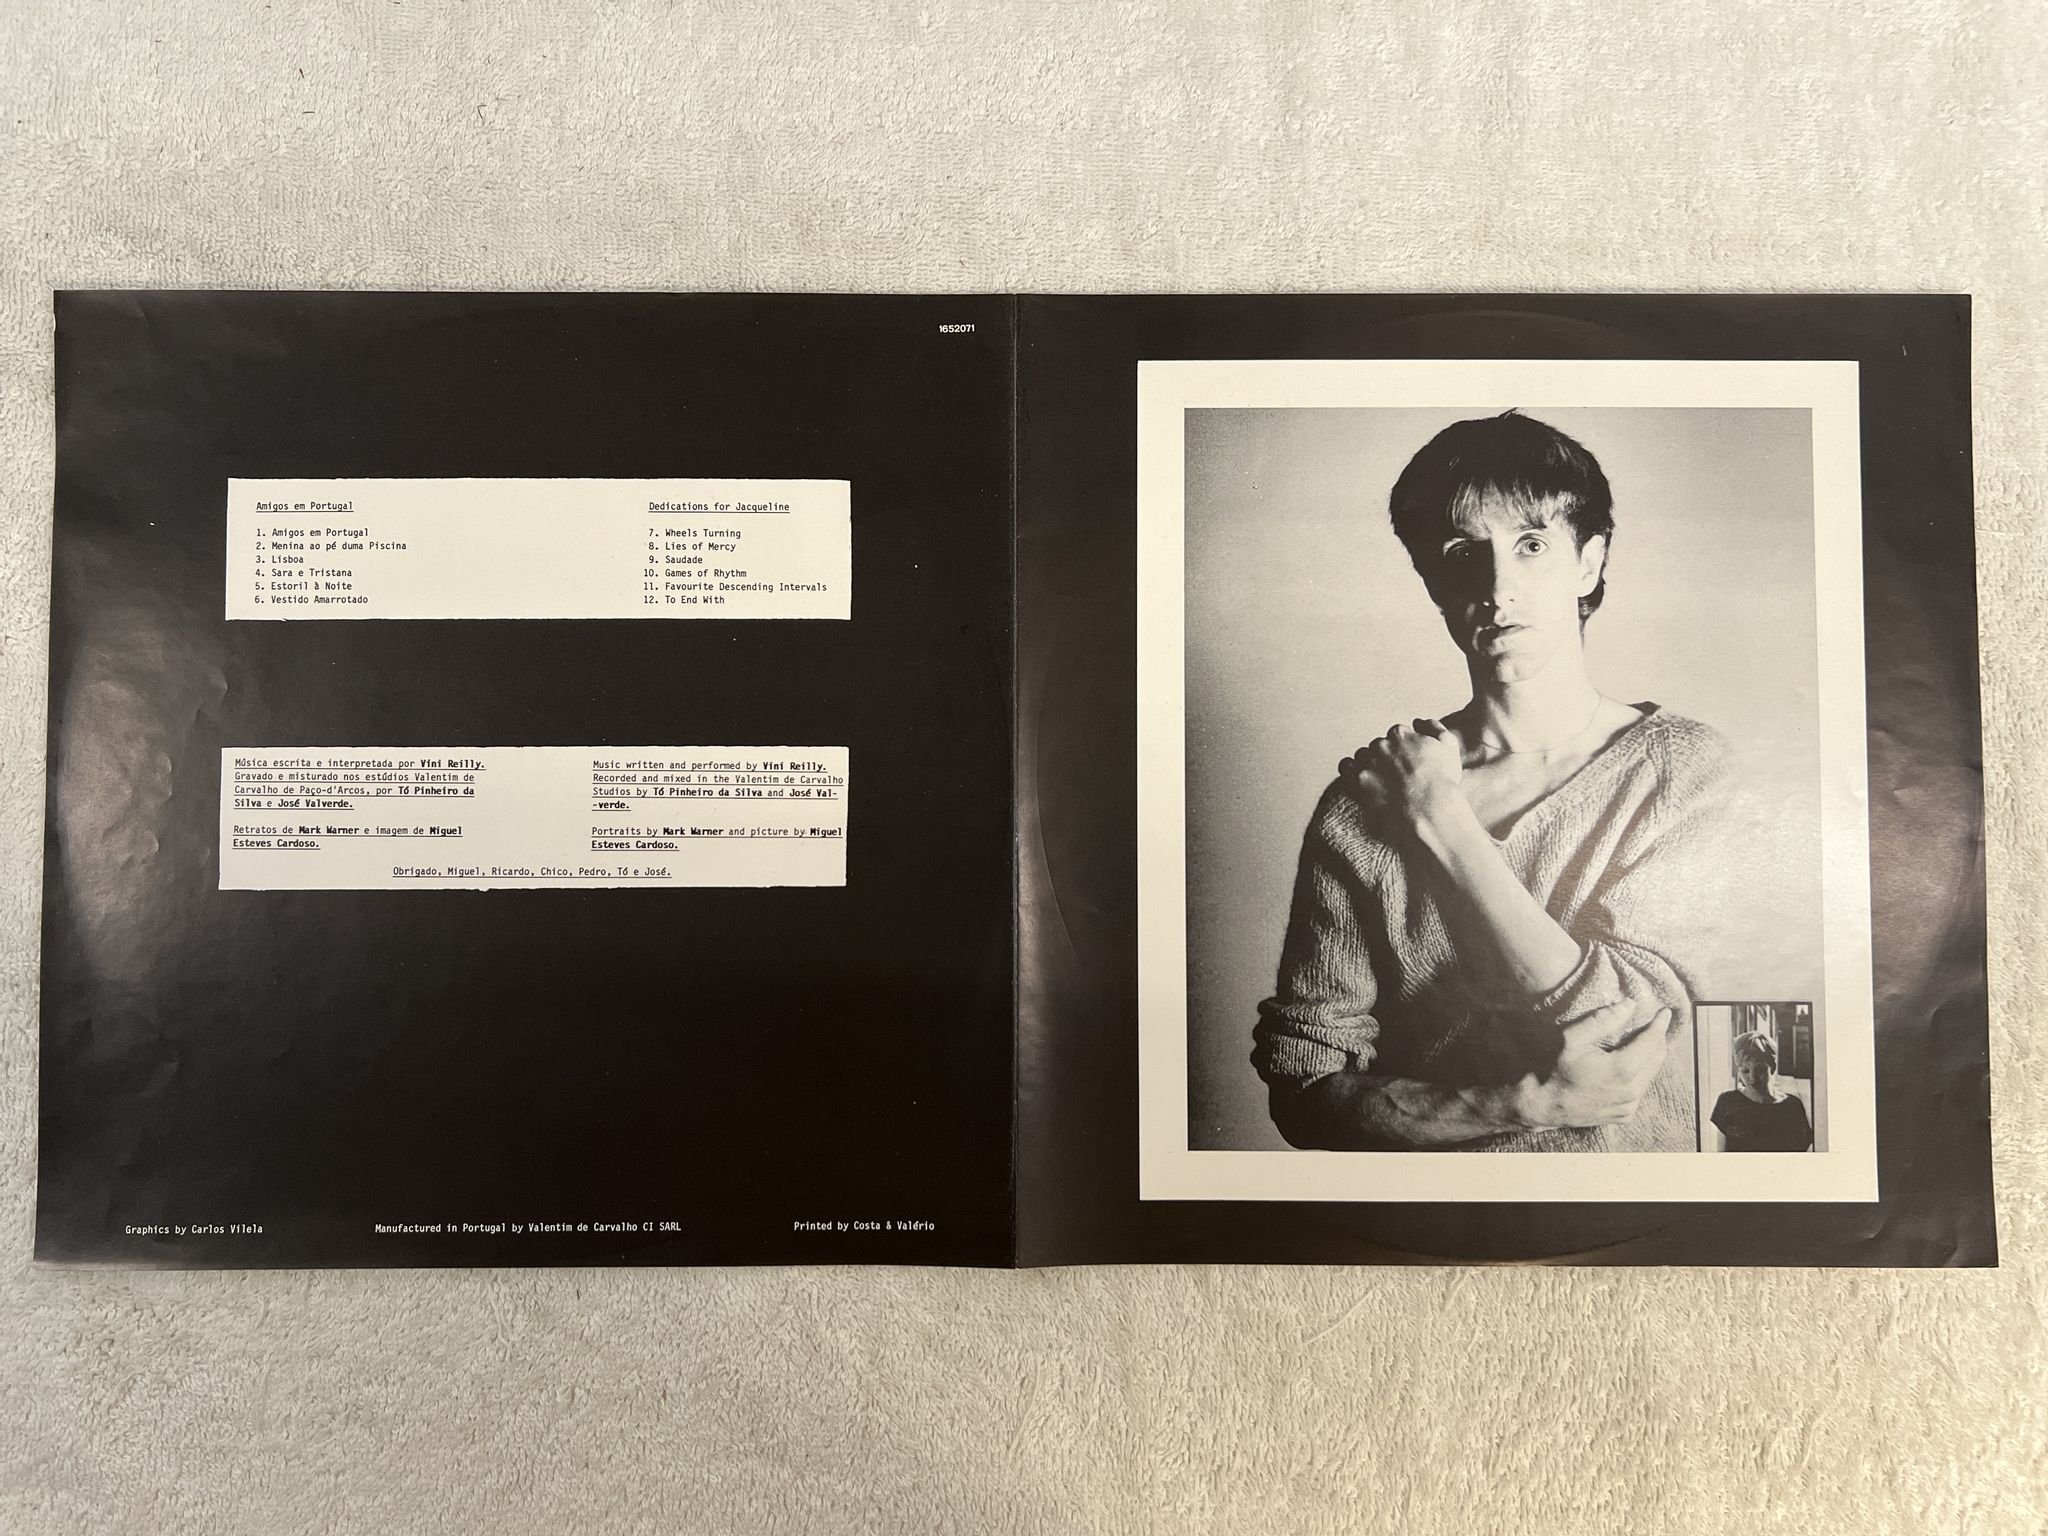 1652071
Amigos em Portugal
1. Amigos em Portugal
2. Menina ao pé duma Piscina
3. Lisboa
4. Sara e Tristana
5. Estoril à Noite
6. Vestido Amarrotado
Dedications for Jacqueline
7. Wheels Turning
8. Lies of Mercy
9. Saudade
10. Games of Rhythm
11. Favourite Descending Intervals
12. To End With
Música escrita e interpretada por Vini Reilly.
Gravado e misturado nos estúdios Valentim de
Carvalho de Paço-d'Arcos, por Tó Pinheiro da
Silva e José Valverde.
Retratos de Mark Warner e imagem de Miguel
Esteves Cardoso.
Music written and performed by Vini Reilly.
Recorded and mixed in the Valentim de Carvalho
Studios by Tó Pinheiro da Silva and José Val-
-verde.
Portraits by Mark Warner and picture by Miguel
Esteves Cardoso.
Obrigado, Miguel, Ricardo, Chico, Pedro, Tó e José.
Graphics by Carlos Vilela
Manufactured in Portugal by Valentim de Carvalho CI SARL
Printed by Costa & Valério